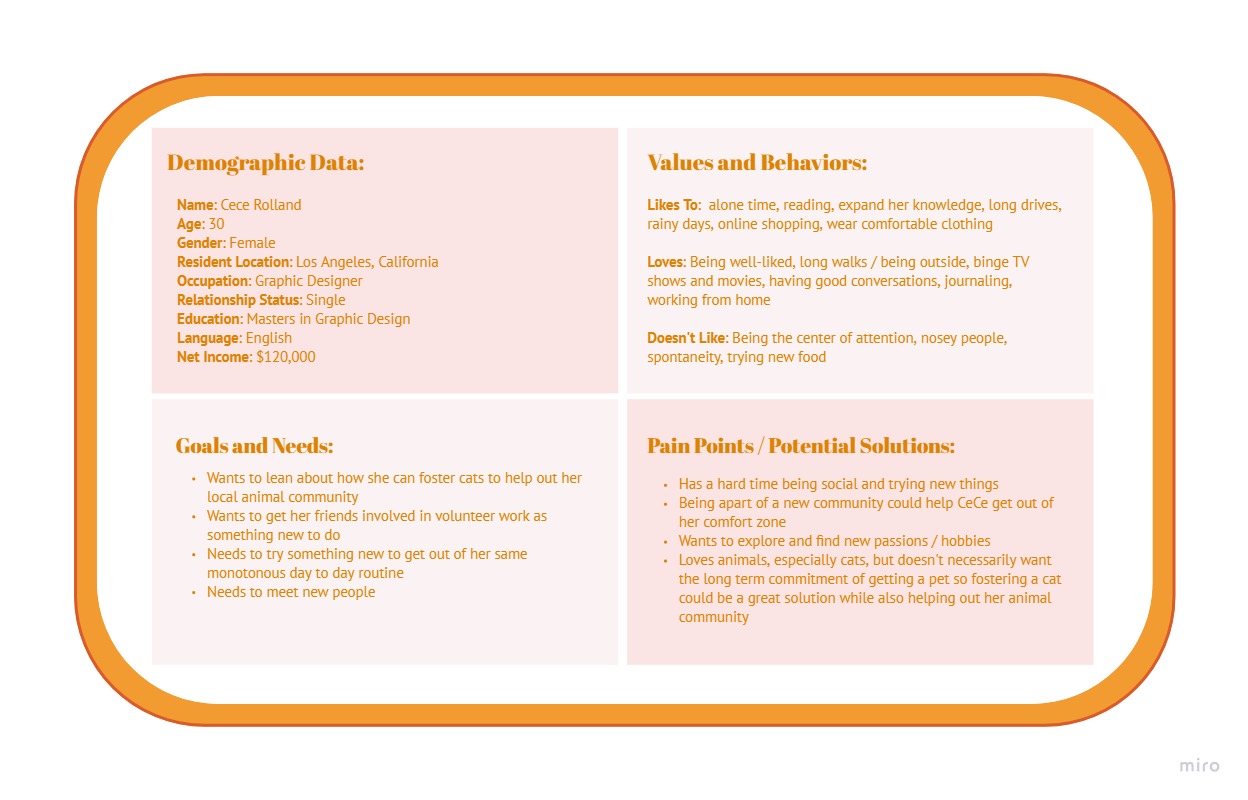 Demographic Data:
Name: Cece Rolland
Age: 30
Gender: Female
Resident Location: Los Angeles, California
Occupation: Graphic Designer
Relationship Status: Single
Education: Masters in Graphic Design
Language: English
Net Income: $120,000
Values and Behaviors:
Likes To:  alone time, reading, expand her knowledge, long drives,
rainy days, online shopping, wear comfortable clothing
Loves: Being well-liked, long walks / being outside, binge TV
shows and movies, having good conversations, journaling,
working from home
Doesn't Like: Being the center of attention, nosey people,
spontaneity, trying new food
Goals and Needs:
• Wants to lean about how she can foster cats to help out her
local animal community
• Wants to get her friends involved in volunteer work as
something new to do
• Needs to try something new to get out of her same
monotonous day to day routine
• Needs to meet new people
Pain Points / Potential Solutions:
• Has a hard time being social and trying new things
• Being apart of a new community could help CeCe get out of
her comfort zone
• Wants to explore and find new passions / hobbies
• Loves animals, especially cats, but doesn't necessarily want
the long term commitment of getting a pet so fostering a cat
could be a great solution while also helping out her animal
community
miro